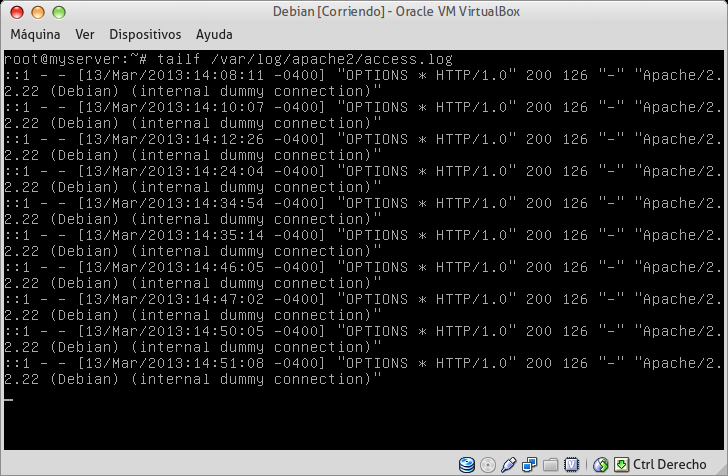 Debian [Corriendo] - Oracle VM VirtualBox
Máquina Ver Dispositivos Ayuda
root@myserver:~# tailf /var/log/apache2/access.log
::1 - - [13/Mar/2013:14:08:11 -0400] "OPTIONS * HTTP/1.0" 200 126 "-" "Apache/2.
2.22 (Debian) (internal dummy connection)"
::1 - - [13/Mar/2013:14:10:07 -0400] "OPTIONS * HTTP/1.0" 200 126 "-" "Apache/2.
2.22 (Debian) (internal dummy connection)"
::1 - - [13/Mar/2013:14:12:26 -0400] "OPTIONS * HTTP/1.0" 200 126 "-" "Apache/2.
2.22 (Debian) (internal dummy connection)"
::1 - - [13/Mar/2013:14:24:04 -0400] "OPTIONS * HTTP/1.0" 200 126 "-" "Apache/2.
2.22 (Debian) (internal dummy connection)"
::1 - - [13/Mar/2013:14:34:54 -0400] "OPTIONS * HTTP/1.0" 200 126 "-" "Apache/2.
2.22 (Debian) (internal dummy connection)"
::1 - - [13/Mar/2013:14:35:14 -0400] "OPTIONS * HTTP/1.0" 200 126 "-" "Apache/2.
2.22 (Debian) (internal dummy connection)"
::1 - - [13/Mar/2013:14:46:05 -0400] "OPTIONS * HTTP/1.0" 200 126 "-" "Apache/2.
2.22 (Debian) (internal dummy connection)"
::1 - - [13/Mar/2013:14:47:02 -0400] "OPTIONS * HTTP/1.0" 200 126 "-" "Apache/2.
2.22 (Debian) (internal dummy connection)"
::1 - - [13/Mar/2013:14:50:05 -0400] "OPTIONS * HTTP/1.0" 200 126 "-" "Apache/2.
2.22 (Debian) (internal dummy connection)"
::1 - - [13/Mar/2013:14:51:08 -0400] "OPTIONS * HTTP/1.0" 200 126 "-" "Apache/2.
2.22 (Debian) (internal dummy connection)"
Ctrl Derecho